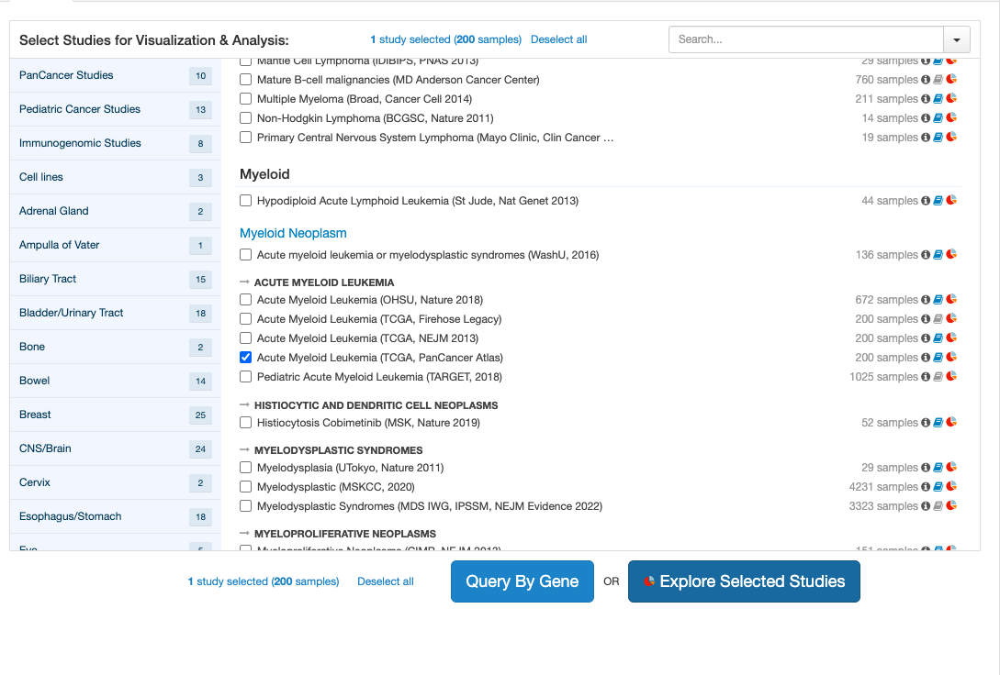 Select Studies for Visualization & Analysis:
1 study selected (200 samples) Deselect all
Search...
PanCancer Studies 10
Pediatric Cancer Studies 13
Immunogenomic Studies 8
Cell lines 3
Adrenal Gland 2
Ampulla of Vater 1
Biliary Tract 15
Bladder/Urinary Tract 18
Bone 2
Bowel 14
Breast 25
CNS/Brain 24
Cervix 2
Esophagus/Stomach 18
Eye
Mantle Cell Lymphoma (IDIBIPS, PNAS 2013) 29 samples
Mature B-cell malignancies (MD Anderson Cancer Center) 760 samples
Multiple Myeloma (Broad, Cancer Cell 2014) 211 samples
Non-Hodgkin Lymphoma (BCGSC, Nature 2011) 14 samples
Primary Central Nervous System Lymphoma (Mayo Clinic, Clin Cancer … 19 samples
Myeloid
Hypodiploid Acute Lymphoid Leukemia (St Jude, Nat Genet 2013) 44 samples
Myeloid Neoplasm
Acute myeloid leukemia or myelodysplastic syndromes (WashU, 2016) 136 samples
→ ACUTE MYELOID LEUKEMIA
Acute Myeloid Leukemia (OHSU, Nature 2018) 672 samples
Acute Myeloid Leukemia (TCGA, Firehose Legacy) 200 samples
Acute Myeloid Leukemia (TCGA, NEJM 2013) 200 samples
Acute Myeloid Leukemia (TCGA, PanCancer Atlas) 200 samples
Pediatric Acute Myeloid Leukemia (TARGET, 2018) 1025 samples
→ HISTIOCYTIC AND DENDRITIC CELL NEOPLASMS
Histiocytosis Cobimetinib (MSK, Nature 2019) 52 samples
→ MYELODYSPLASTIC SYNDROMES
Myelodysplasia (UTokyo, Nature 2011) 29 samples
Myelodysplastic (MSKCC, 2020) 4231 samples
Myelodysplastic Syndromes (MDS IWG, IPSSM, NEJM Evidence 2022) 3323 samples
→ MYELOPROLIFERATIVE NEOPLASMS
Myeloproliferative Neoplasms (CIMR, NEJM 2013) 151 samples
1 study selected (200 samples) Deselect all
Query By Gene OR Explore Selected Studies